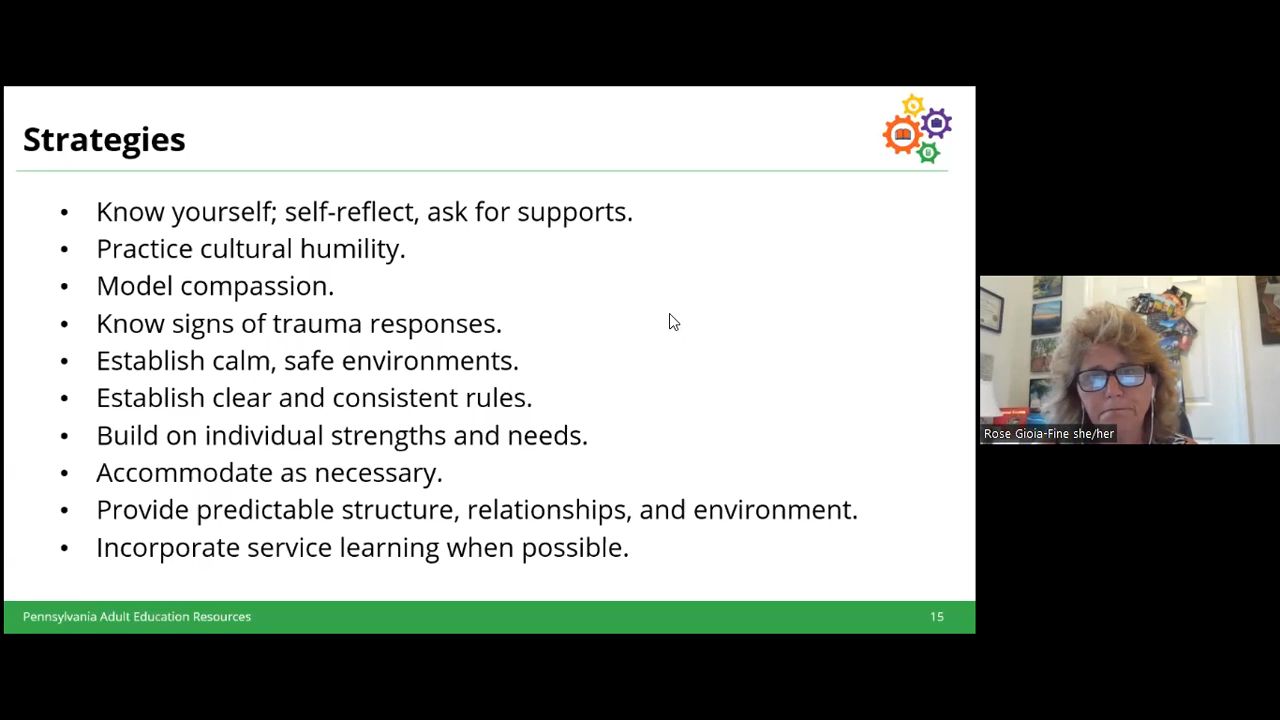 Strategies
• Know yourself; self-reflect, ask for supports.
• Practice cultural humility.
• Model compassion.
• Know signs of trauma responses.
• Establish calm, safe environments.
• Establish clear and consistent rules.
• Build on individual strengths and needs.
• Accommodate as necessary.
• Provide predictable structure, relationships, and environment.
• Incorporate service learning when possible.
Pennsylvania Adult Education Resources
15
Rose Gioia-Fine she/her